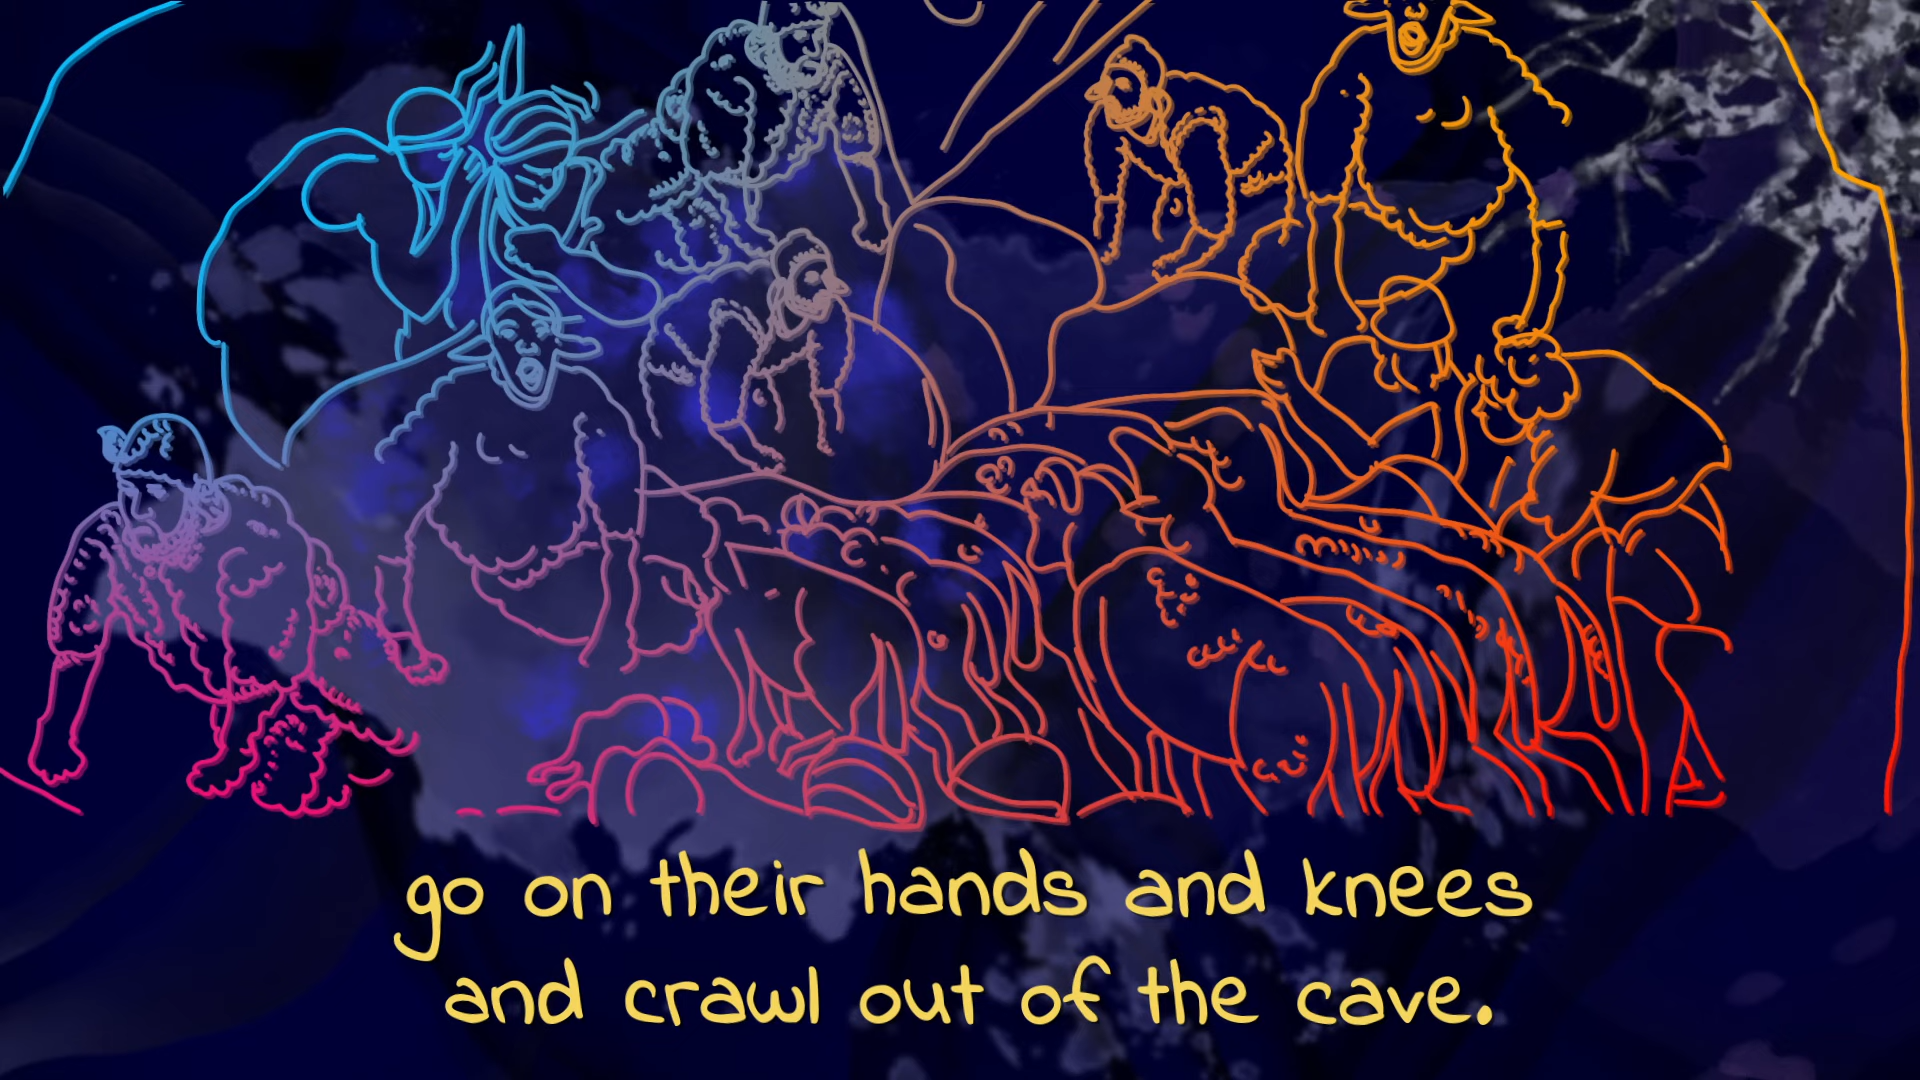 go on their hands and knees
and crawl out of the cave.